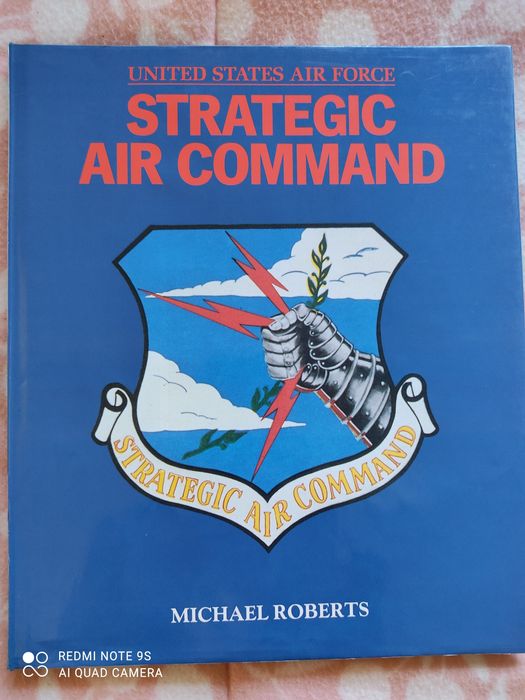 UNITED STATES AIR FORCE
STRATEGIC
AIR COMMAND
STRATEGIC AIR COMMAND
MICHAEL ROBERTS
REDMI NOTE 9S
AI QUAD CAMERA